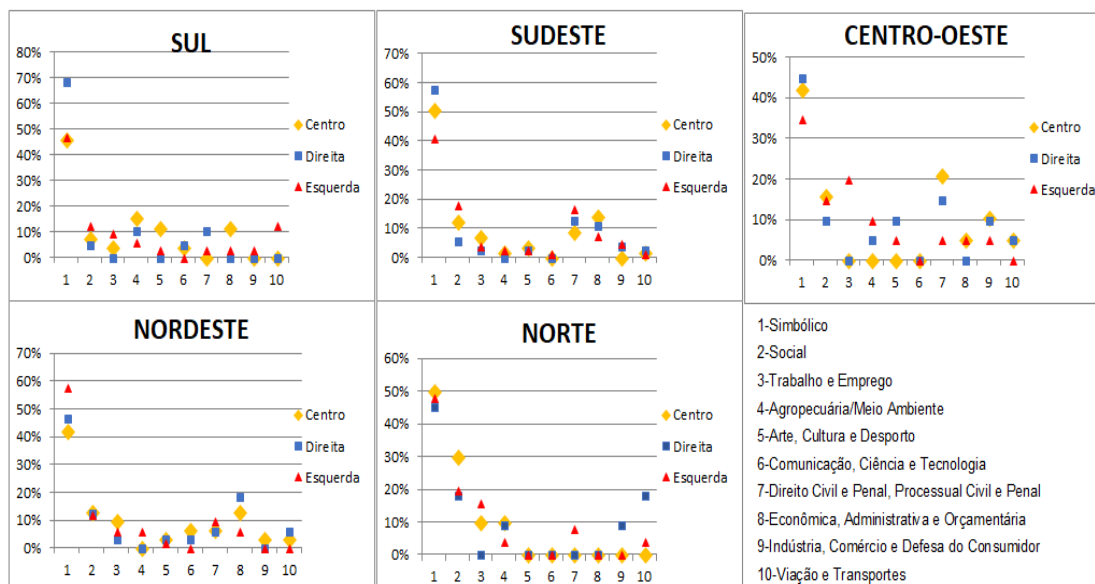 SUL
80%
70%
60%
50%
40%
30%
20%
10%
0%
1 2 3 4 5 6 7 8 9 10
Centro
Direita
Esquerda
SUDESTE
70%
60%
50%
40%
30%
20%
10%
0%
1 2 3 4 5 6 7 8 9 10
Centro
Direita
Esquerda
CENTRO-OESTE
50%
40%
30%
20%
10%
0%
1 2 3 4 5 6 7 8 9 10
Centro
Direita
Esquerda
NORDESTE
70%
60%
50%
40%
30%
20%
10%
0%
1 2 3 4 5 6 7 8 9 10
Centro
Direita
Esquerda
NORTE
60%
50%
40%
30%
20%
10%
0%
1 2 3 4 5 6 7 8 9 10
Centro
Direita
Esquerda
1-Simbólico
2-Social
3-Trabalho e Emprego
4-Agropecuária/Meio Ambiente
5-Arte, Cultura e Desporto
6-Comunicação, Ciência e Tecnologia
7-Direito Civil e Penal, Processual Civil e Penal
8-Econômica, Administrativa e Orçamentária
9-Indústria, Comércio e Defesa do Consumidor
10-Viação e Transportes